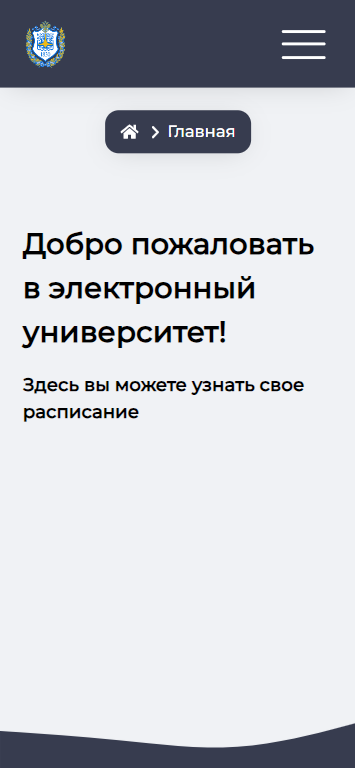 Главная
Добро пожаловать
в электронный
университет!
Здесь вы можете узнать свое
расписание